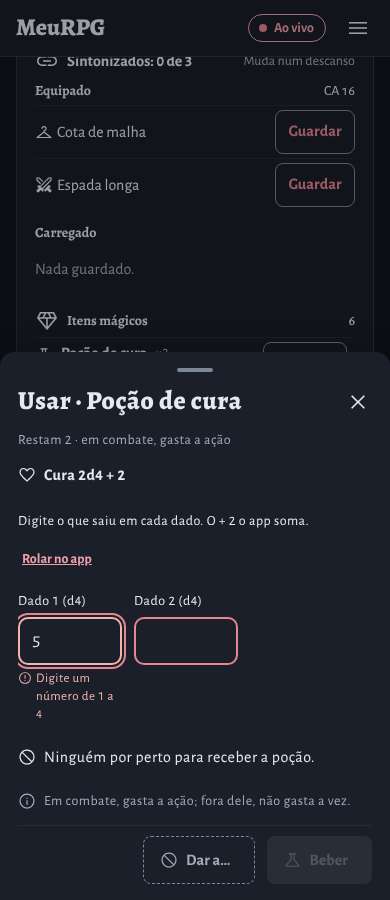 MeuRPG
Ao vivo
Sintonizados: 0 de 3 Muda num descanso
Equipado CA 16
Cota de malha Guardar
Espada longa Guardar
Carregado
Nada guardado.
Itens mágicos 6
Poção de cura
Usar · Poção de cura
Restam 2 · em combate, gasta a ação
Cura 2d4 + 2
Digite o que saiu em cada dado. O + 2 o app soma.
Rolar no app
Dado 1 (d4) Dado 2 (d4)
5
Digite um
número de 1 a
4
Ninguém por perto para receber a poção.
Em combate, gasta a ação; fora dele, não gasta a vez.
Dar a... Beber